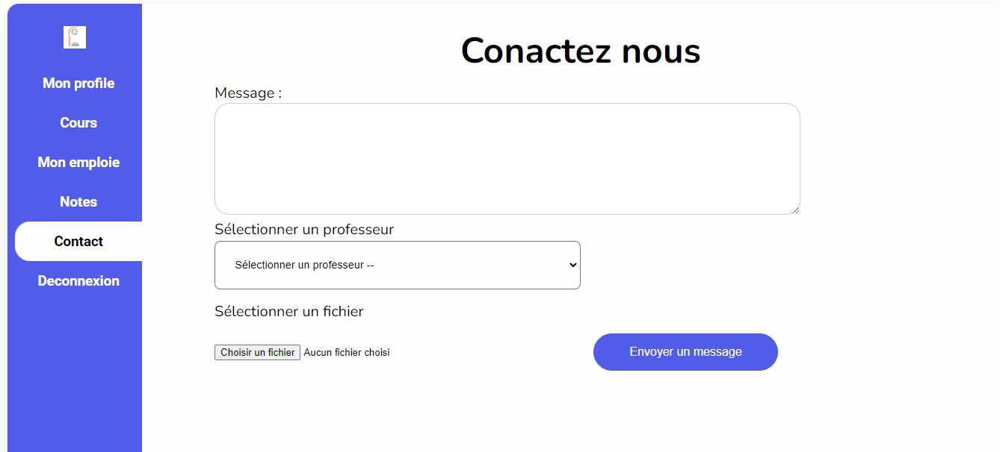 Mon profile
Cours
Mon emploie
Notes
Contact
Deconnexion
Conactez nous
Message :
Sélectionner un professeur
Sélectionner un professeur --
Sélectionner un fichier
Choisir un fichier Aucun fichier choisi
Envoyer un message